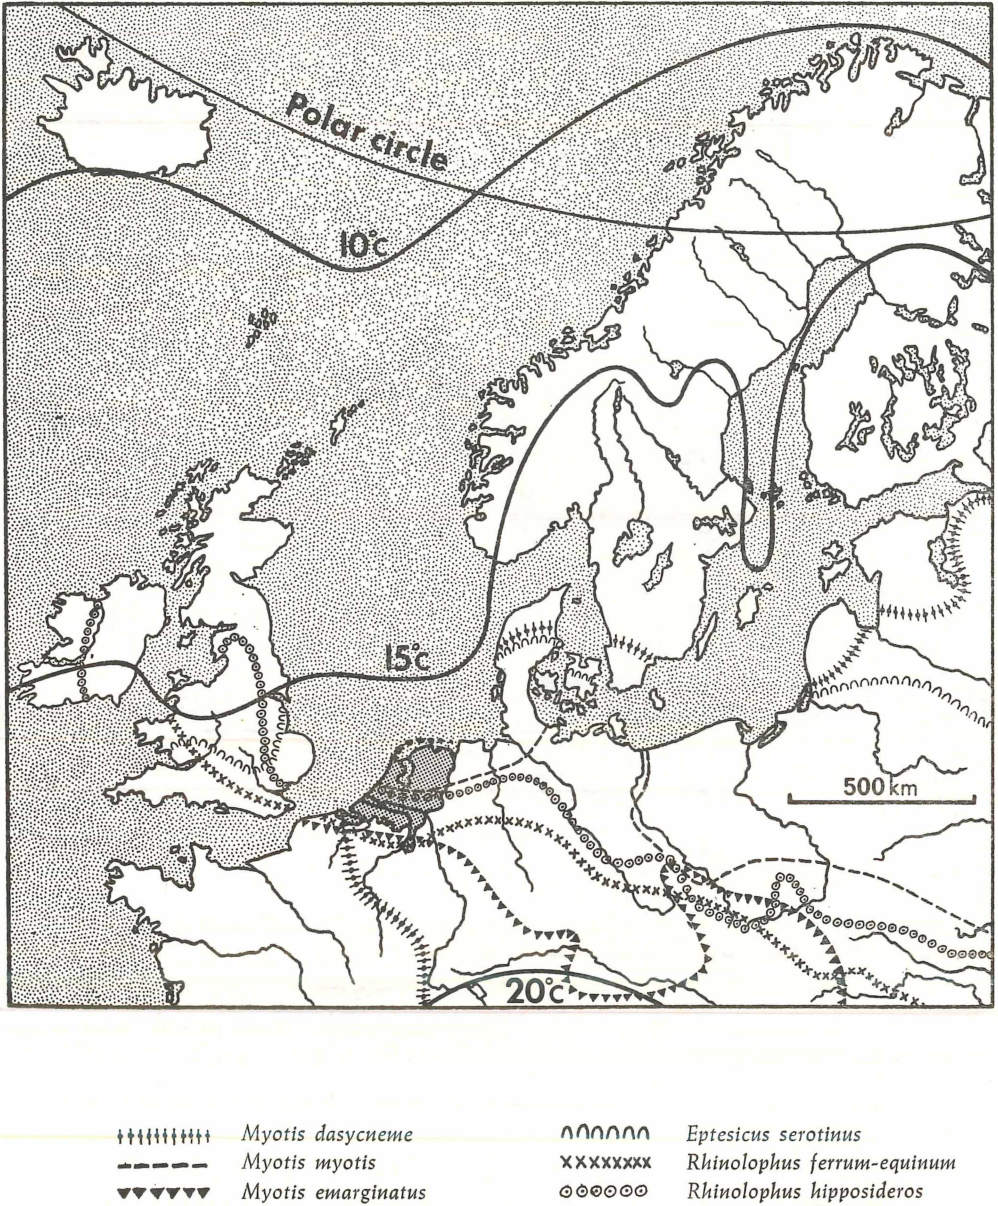 Polar circle
10°c
15°c
500 km
20°c
Myotis dasycneme
Myotis myotis
Myotis emarginatus
Eptesicus serotinus
Rhinolophus ferrum-equinum
Rhinolophus hipposideros